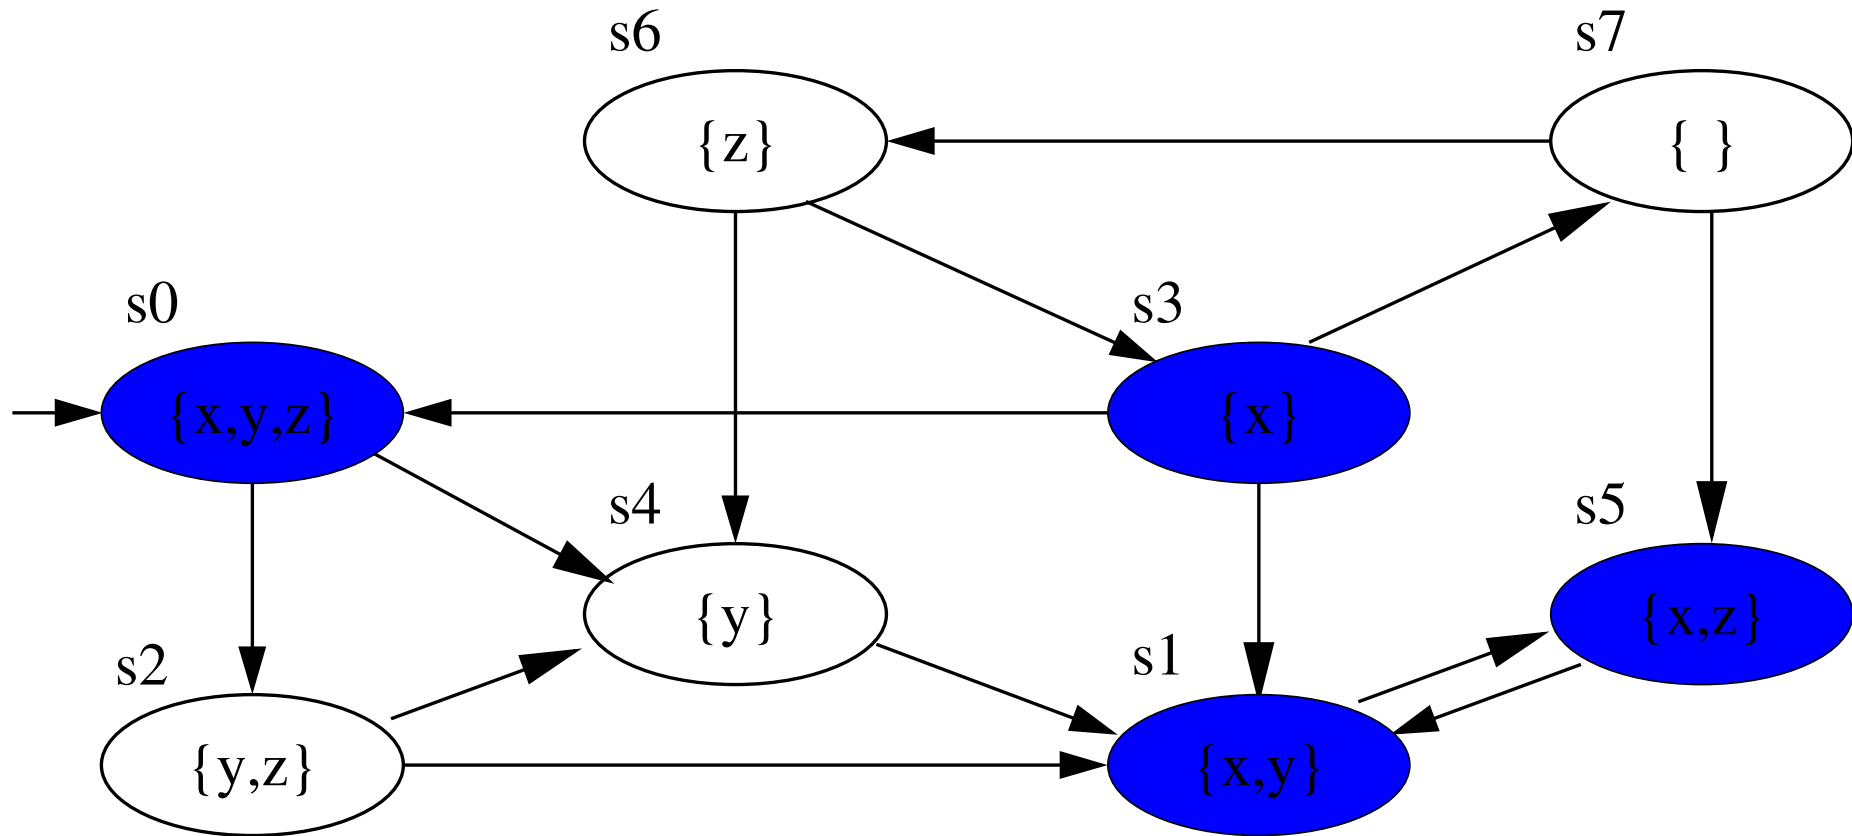 s6
s7
{z}
{ }
s0
s3
{x,y,z}
{x}
s4
s5
{y}
{x,z}
s2
s1
{y,z}
{x,y}